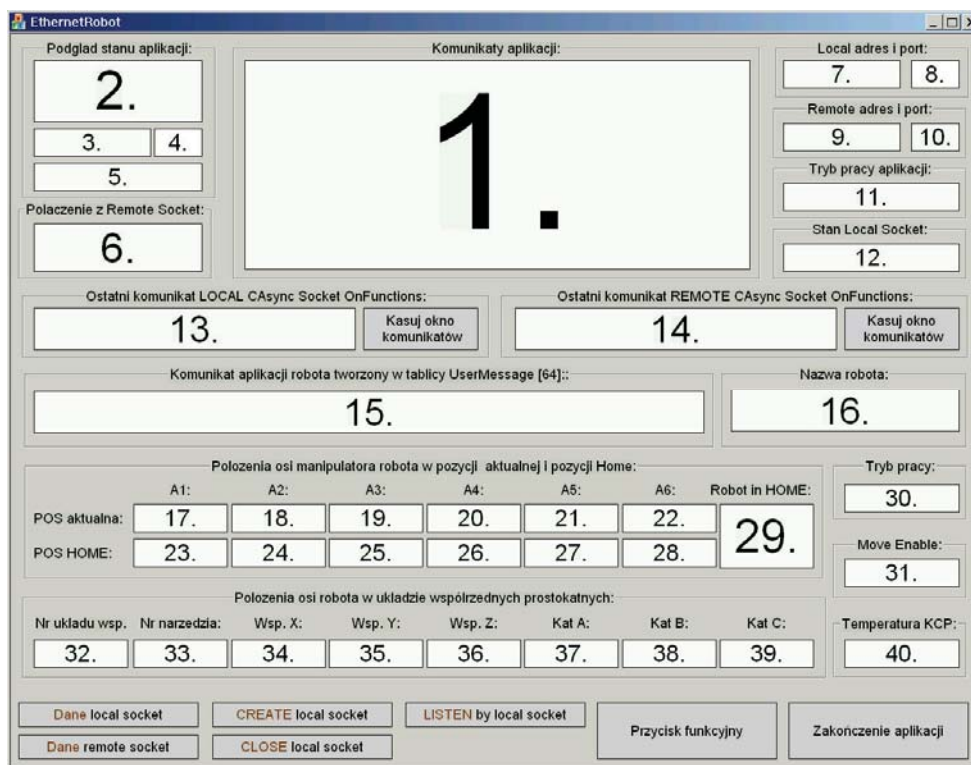 EthernetRobot
Podglad stanu aplikacji:
2.
3.
4.
5.
Polaczenie z Remote Socket:
6.
Komunikaty aplikacji:
1.
Local adres i port:
7.
8.
Remote adres i port:
9.
10.
Tryb pracy aplikacji:
11.
Stan Local Socket:
12.
Ostatni komunikat LOCAL CAsync Socket OnFunctions:
13.
Kasuj okno
komunikatów
Ostatni komunikat REMOTE CAsync Socket OnFunctions:
14.
Kasuj okno
komunikatów
Komunikat aplikacji robota tworzony w tablicy UserMessage [64]::
15.
Nazwa robota:
16.
Polozenia osi manipulatora robota w pozycji aktualnej i pozycji Home:
A1: A2: A3: A4: A5: A6: Robot in HOME:
POS aktualna: 17. 18. 19. 20. 21. 22.
29.
POS HOME: 23. 24. 25. 26. 27. 28.
Tryb pracy:
30.
Move Enable:
31.
Polozenia osi robota w ukladzie współrzednych prostokatnych:
Nr ukladu wsp. Nr narzedzia: Wsp. X: Wsp. Y: Wsp. Z: Kat A: Kat B: Kat C:
32. 33. 34. 35. 36. 37. 38. 39.
Temperatura KCP:
40.
Dane local socket
CREATE local socket
LISTEN by local socket
Dane remote socket
CLOSE local socket
Przycisk funkcyjny
Zakończenie aplikacji